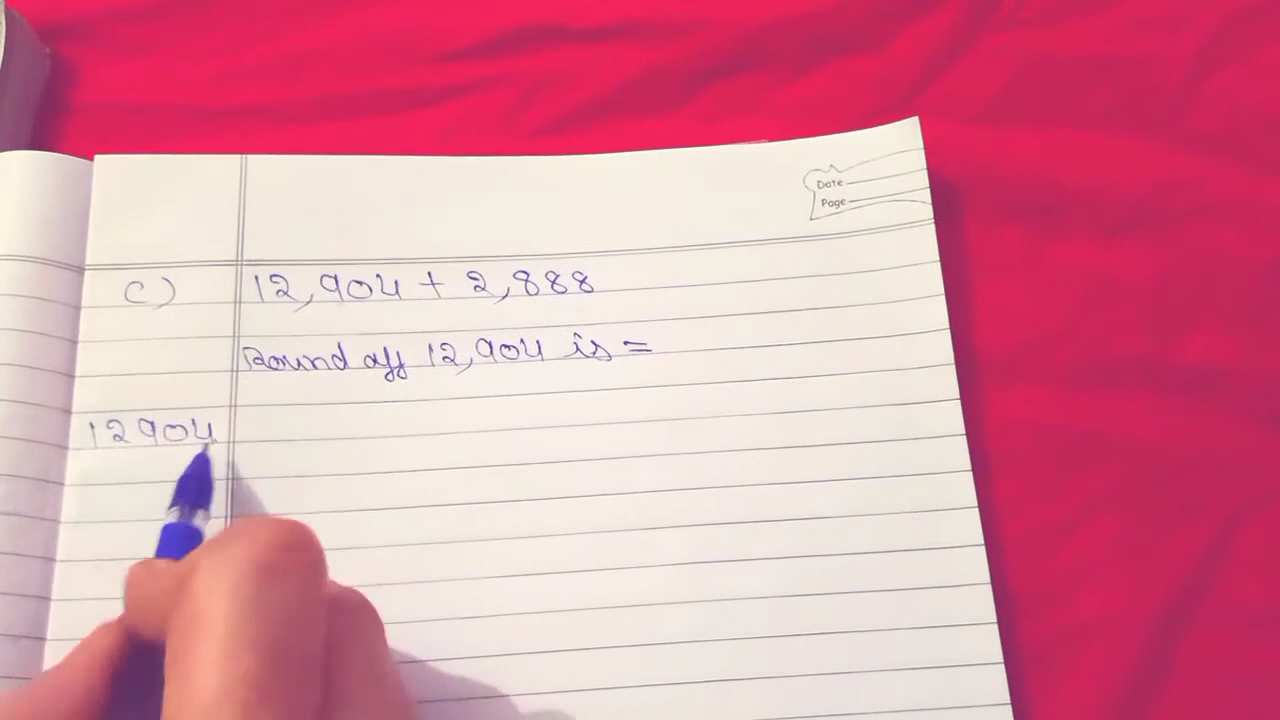 Date
Page
c) 12,904 + 2,888
Round off 12,904 is =
12904